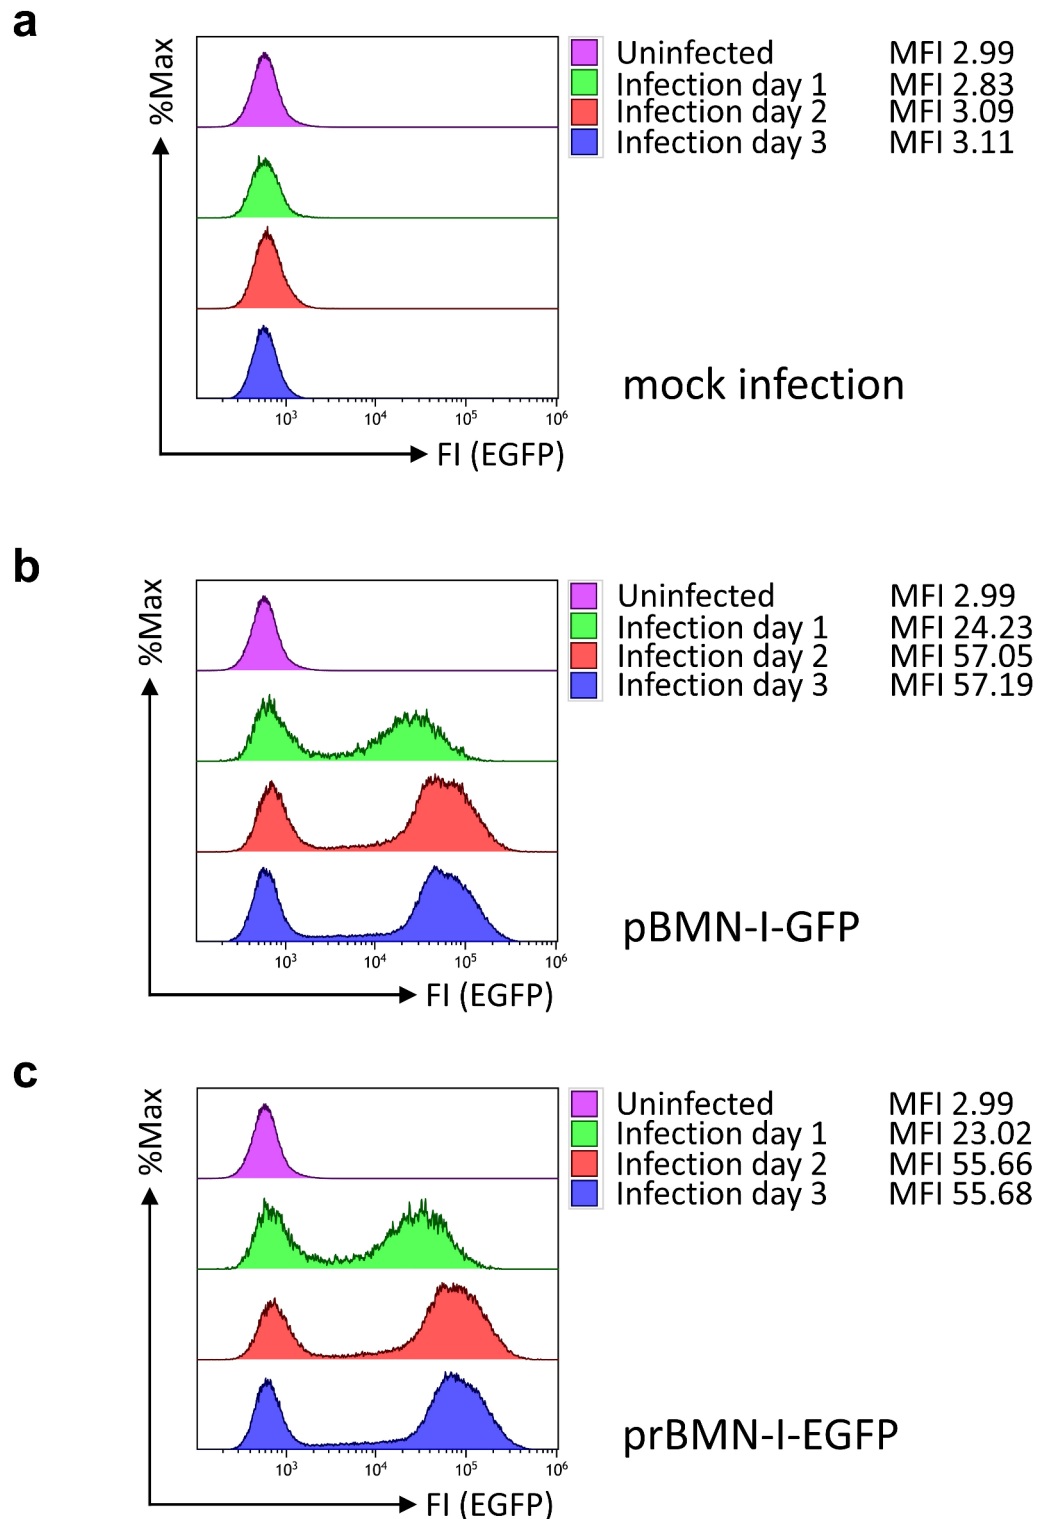 a
%Max
Uninfected MFI 2.99
Infection day 1 MFI 2.83
Infection day 2 MFI 3.09
Infection day 3 MFI 3.11
mock infection
10³ 10⁴ 10⁵ 10⁶
FI (EGFP)
b
%Max
Uninfected MFI 2.99
Infection day 1 MFI 24.23
Infection day 2 MFI 57.05
Infection day 3 MFI 57.19
pBMN-I-GFP
10³ 10⁴ 10⁵ 10⁶
FI (EGFP)
c
%Max
Uninfected MFI 2.99
Infection day 1 MFI 23.02
Infection day 2 MFI 55.66
Infection day 3 MFI 55.68
prBMN-I-EGFP
10³ 10⁴ 10⁵ 10⁶
FI (EGFP)